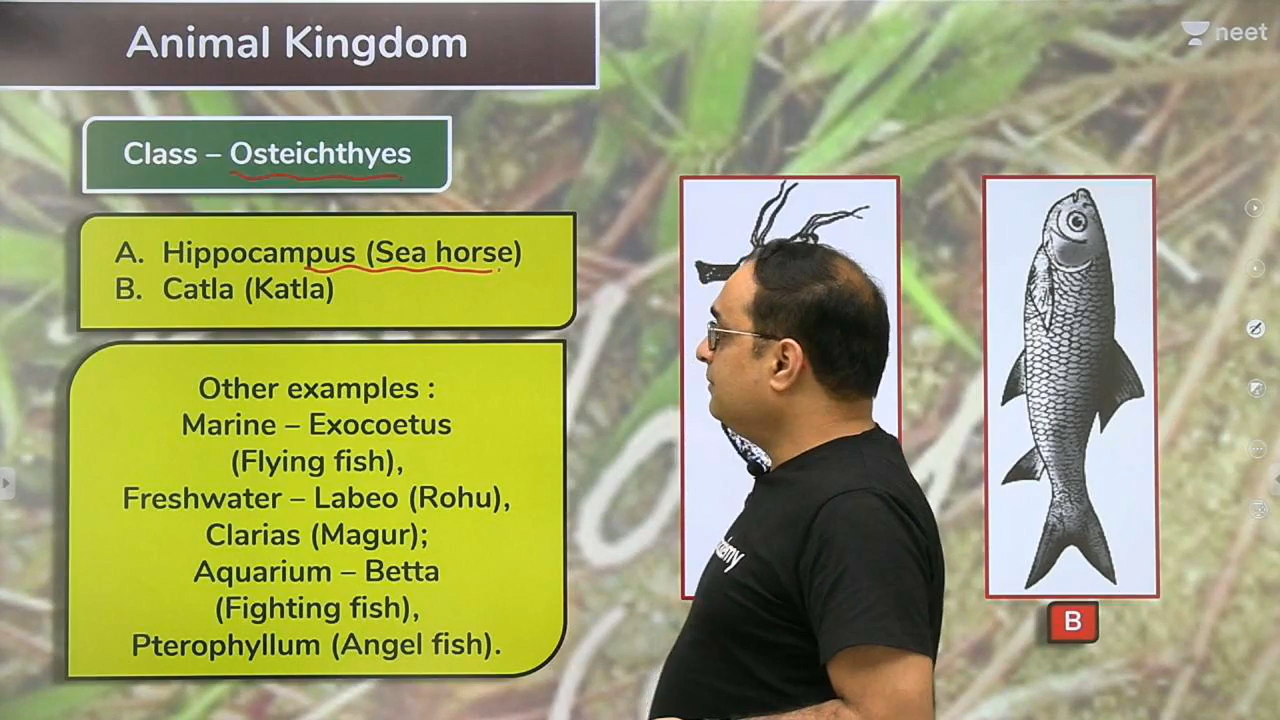 Animal Kingdom
neet
Class – Osteichthyes
A. Hippocampus (Sea horse)
B. Catla (Katla)
Other examples :
Marine – Exocoetus
(Flying fish),
Freshwater – Labeo (Rohu),
Clarias (Magur);
Aquarium – Betta
(Fighting fish),
Pterophyllum (Angel fish).
B